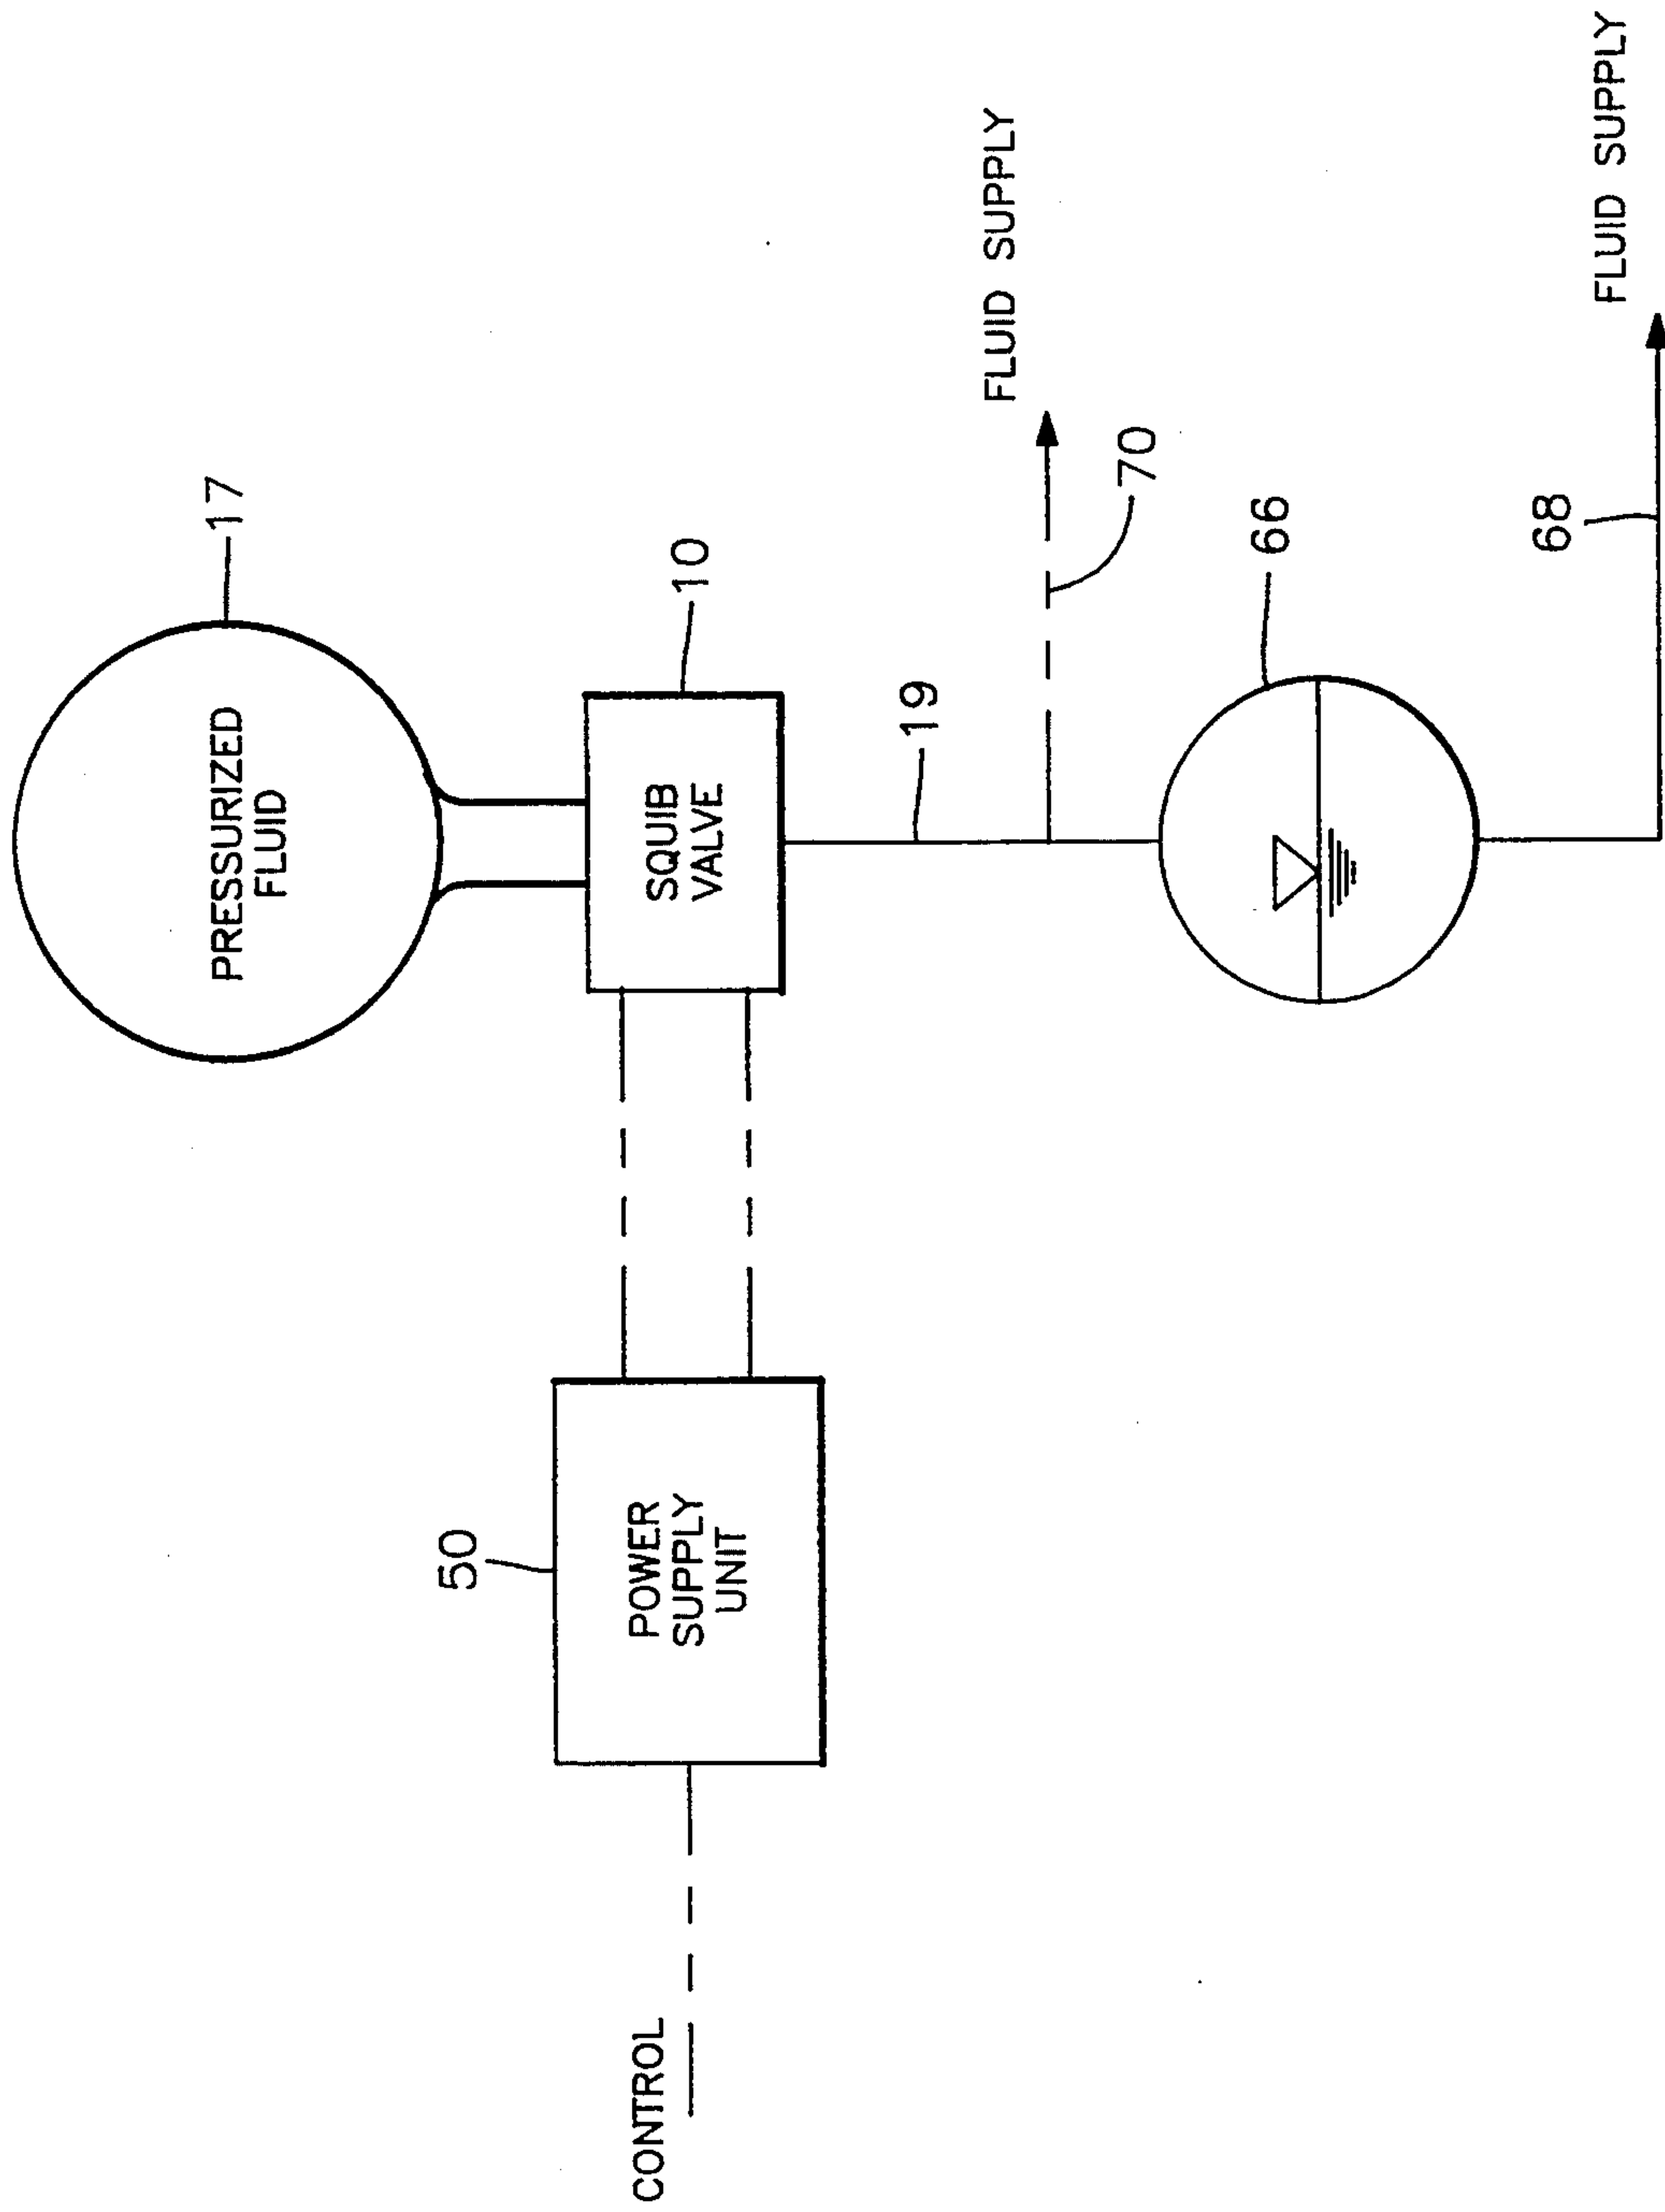 PRESSURIZED
FLUID
17
SQUIB
VALVE
10
19
FLUID SUPPLY
70
66
FLUID SUPPLY
68
50
POWER
SUPPLY
UNIT
CONTROL